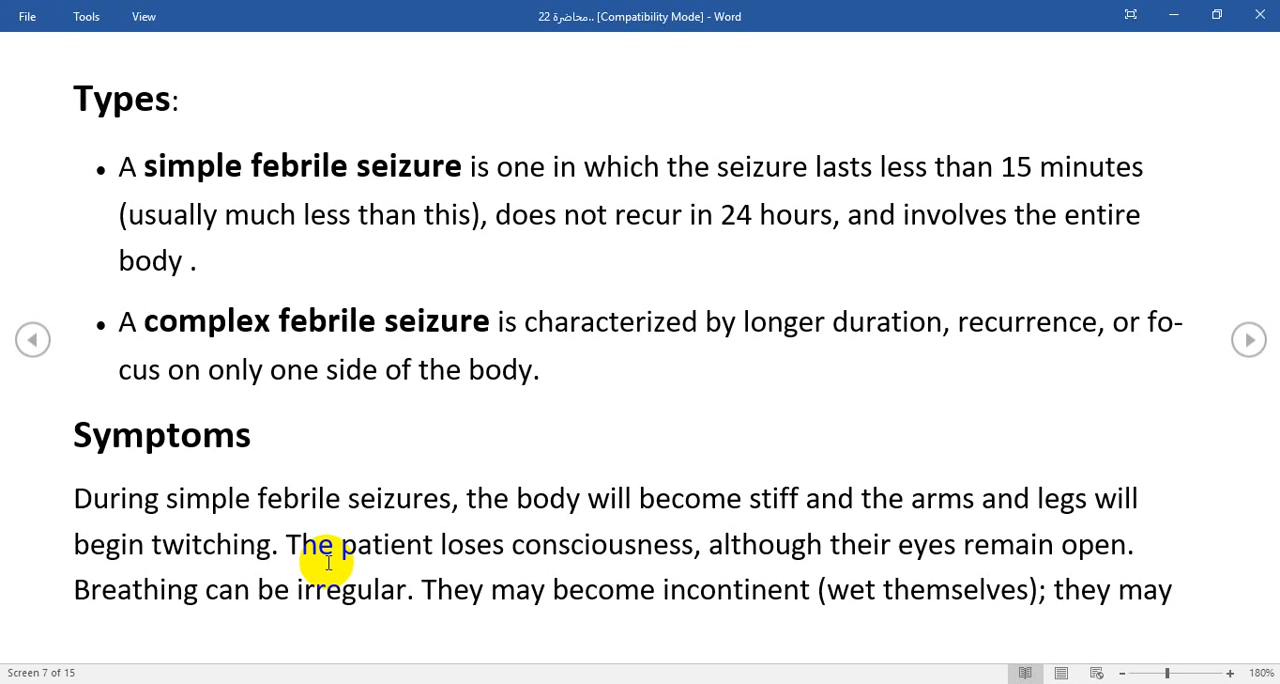 File Tools View محاضرة 22.. [Compatibility Mode] - Word
Types:
• A simple febrile seizure is one in which the seizure lasts less than 15 minutes
(usually much less than this), does not recur in 24 hours, and involves the entire
body .
• A complex febrile seizure is characterized by longer duration, recurrence, or fo-
cus on only one side of the body.
Symptoms
During simple febrile seizures, the body will become stiff and the arms and legs will
begin twitching. The patient loses consciousness, although their eyes remain open.
Breathing can be irregular. They may become incontinent (wet themselves); they may
Screen 7 of 15 180%